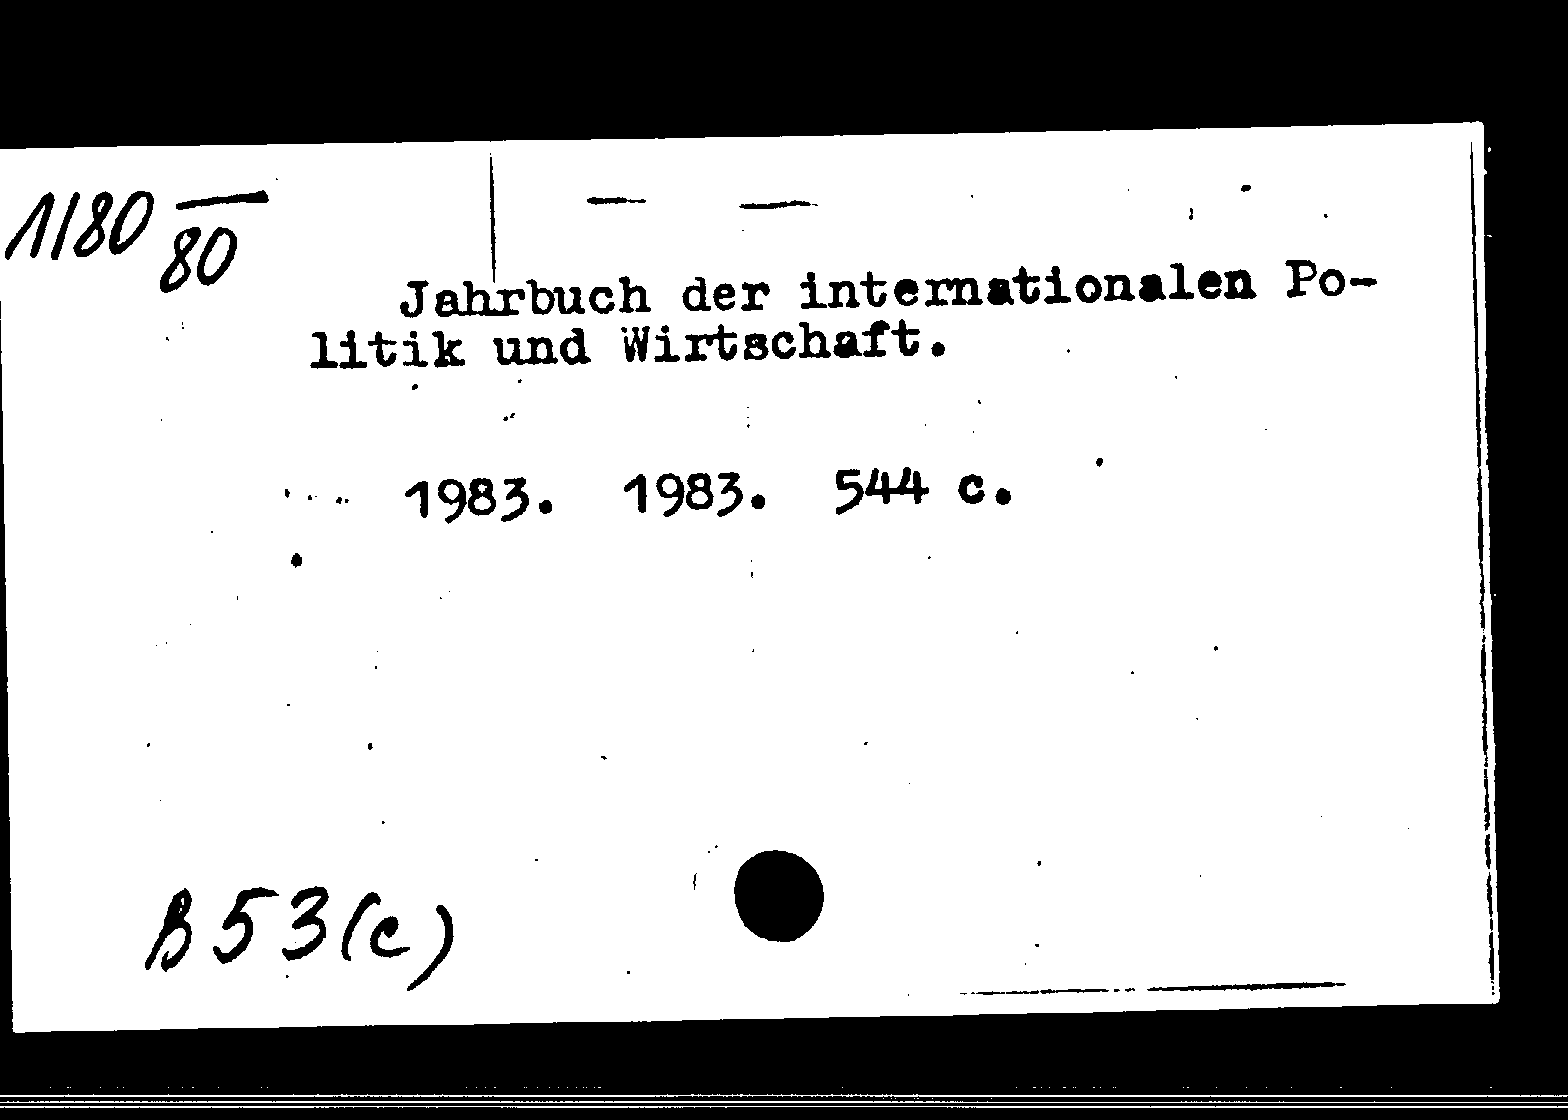 1180 80
Jahrbuch der internationalen Po-
litik und Wirtschaft.
1983. 1983. 544 c.
B 53(c)